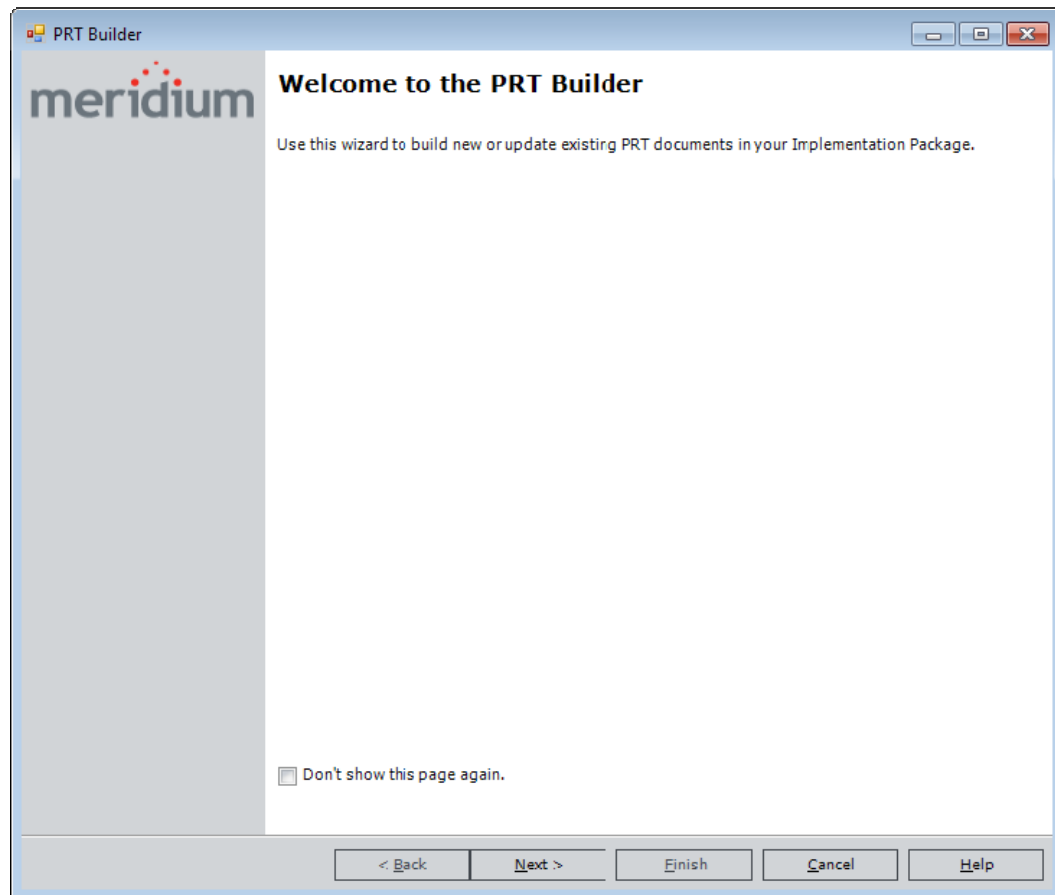 PRT Builder
meridium
Welcome to the PRT Builder
Use this wizard to build new or update existing PRT documents in your Implementation Package.
Don't show this page again.
< Back Next > Finish Cancel Help